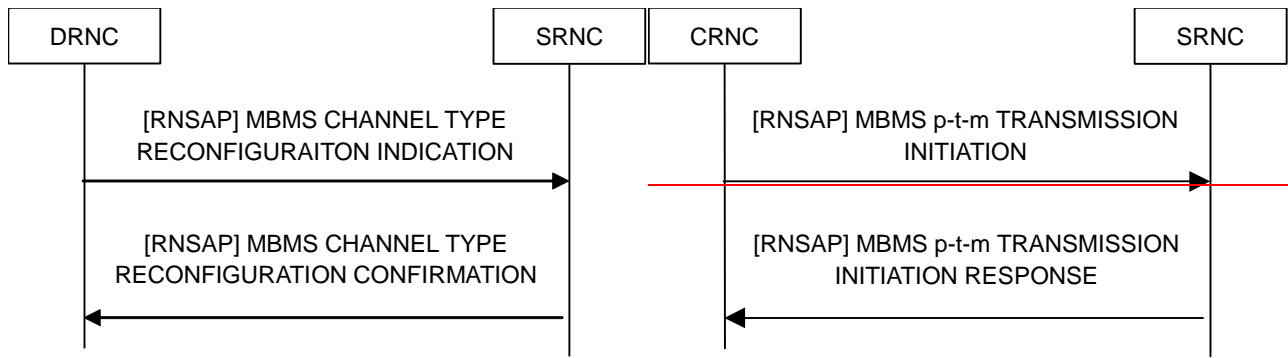 DRNC
SRNC
CRNC
SRNC
[RNSAP] MBMS CHANNEL TYPE
RECONFIGURAITON INDICATION
[RNSAP] MBMS p-t-m TRANSMISSION
INITIATION
[RNSAP] MBMS CHANNEL TYPE
RECONFIGURATION CONFIRMATION
[RNSAP] MBMS p-t-m TRANSMISSION
INITIATION RESPONSE